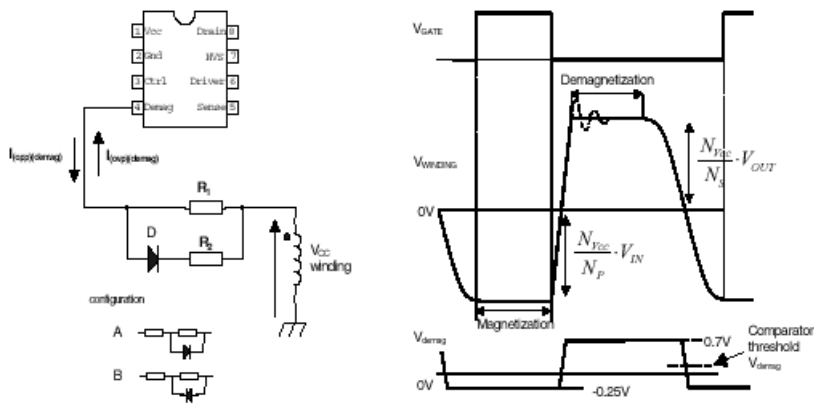 1 Vcc Drain 8
2 Gnd HVS 7
3 Ctrl Driver 6
4 Demag Sense 5
I(opp)(demag)
I(ovp)(demag)
R1
D
R2
VCC
winding
configuration
A
B
VGATE
Demagnetization
VWINDING
NVcc/NS · VOUT
0V
NVcc/NP · VIN
Magnetization
Vdemag
0.7V
Comparator
threshold
Vdemag
0V
-0.25V